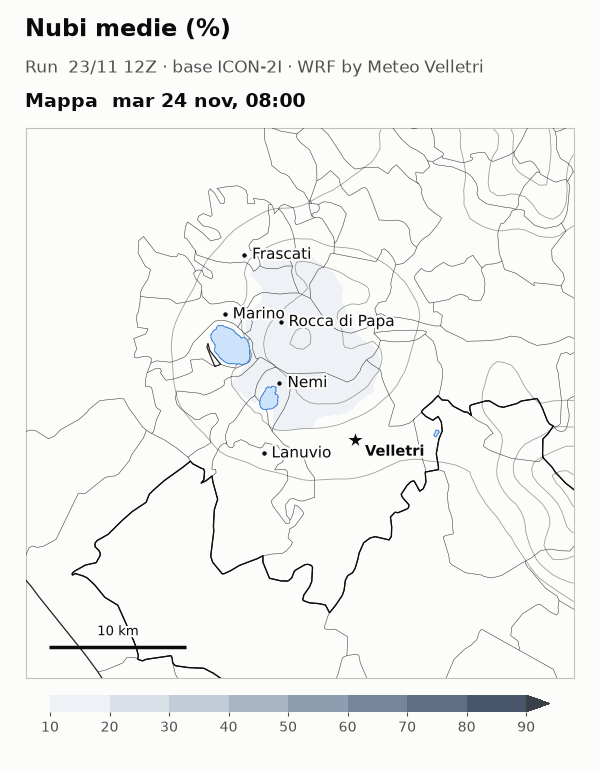 Nubi medie (%)
Run  23/11 12Z · base ICON-2I · WRF by Meteo Velletri
Mappa  mar 24 nov, 08:00
Frascati
Marino
Rocca di Papa
Nemi
Lanuvio
Velletri
10 km
10 20 30 40 50 60 70 80 90